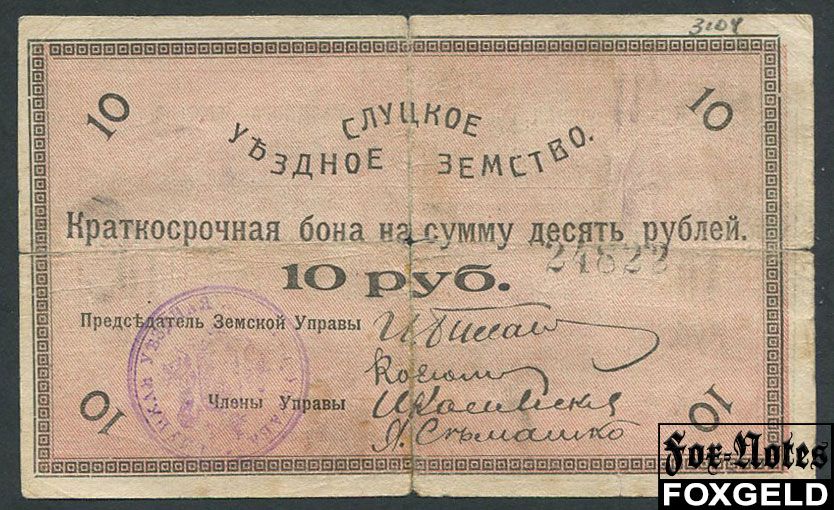 3104
10
10
СЛУЦКОЕ
УѢЗДНОЕ ЗЕМСТВО.
Краткосрочная бона на сумму десять рублей.
24822
10 руб.
Предсѣдатель Земской Управы
Члены Управы
Я. Съмашко
10
10
Fox-Notes
FOXGELD